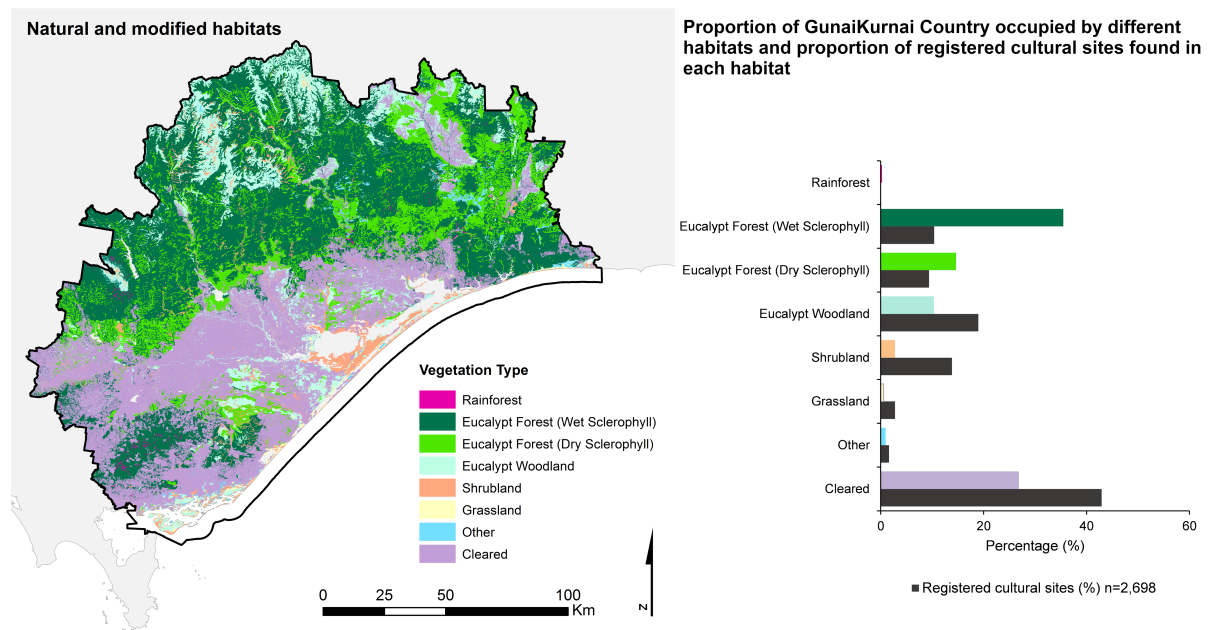 Natural and modified habitats
Vegetation Type
Rainforest
Eucalypt Forest (Wet Sclerophyll)
Eucalypt Forest (Dry Sclerophyll)
Eucalypt Woodland
Shrubland
Grassland
Other
Cleared
0 25 50 100
Km
N
Proportion of GunaiKurnai Country occupied by different
habitats and proportion of registered cultural sites found in
each habitat
Rainforest
Eucalypt Forest (Wet Sclerophyll)
Eucalypt Forest (Dry Sclerophyll)
Eucalypt Woodland
Shrubland
Grassland
Other
Cleared
0 20 40 60
Percentage (%)
Registered cultural sites (%) n=2,698